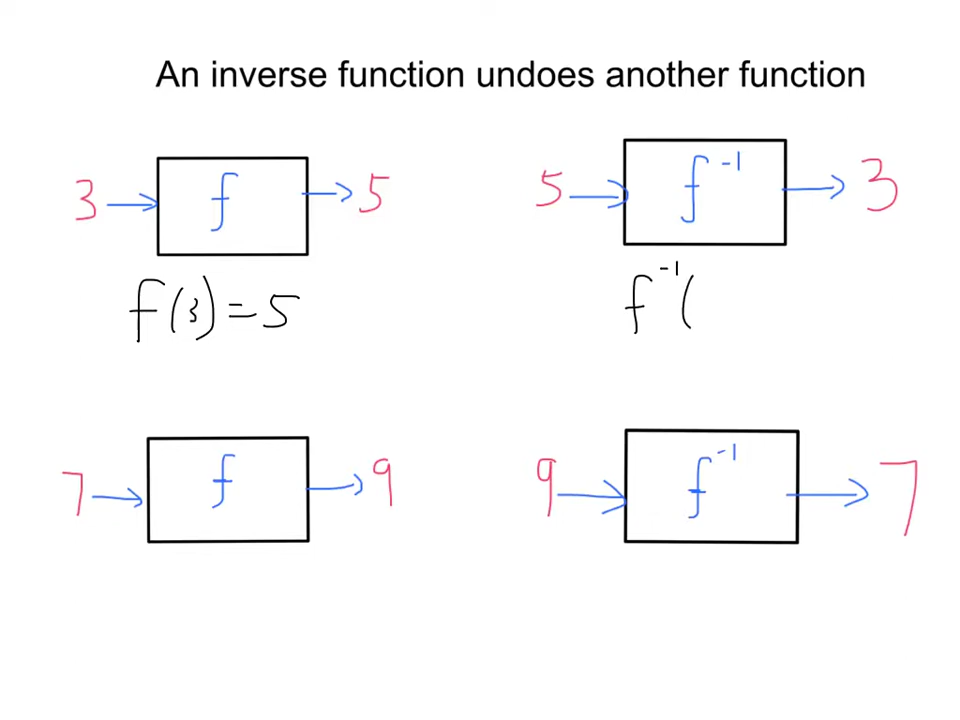 An inverse function undoes another function
3 → f → 5 5 → f⁻¹ → 3
f(3) = 5 f⁻¹(
7 → f → 9 9 → f⁻¹ → 7